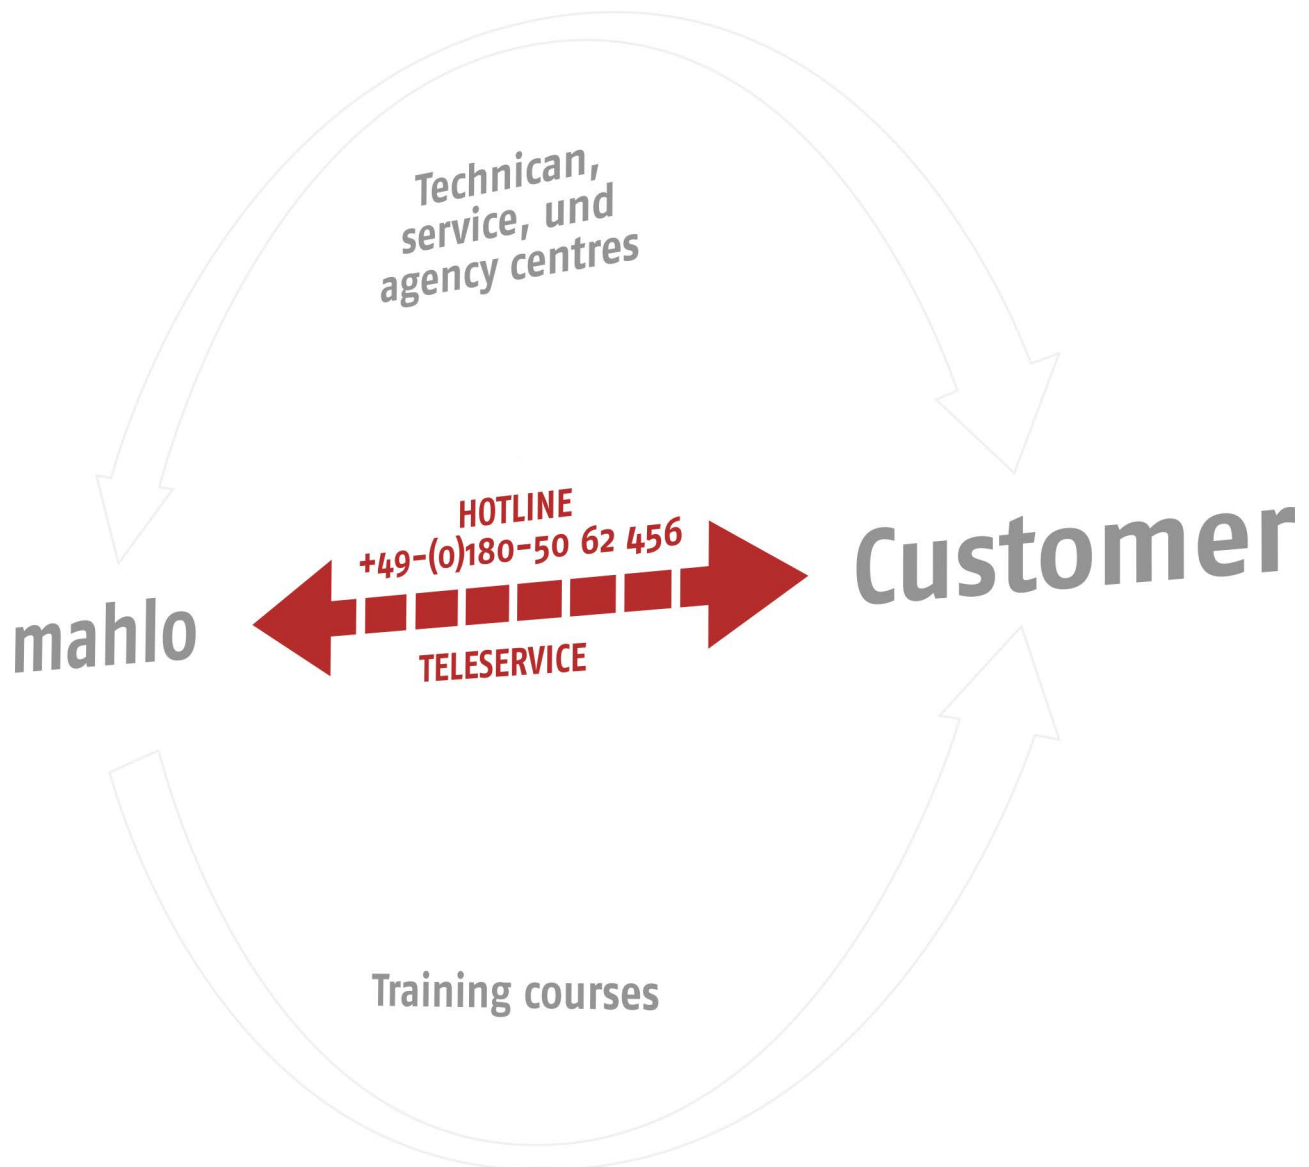 Technican,
service, und
agency centres
HOTLINE
+49-(0)180-50 62 456
mahlo
Customer
TELESERVICE
Training courses